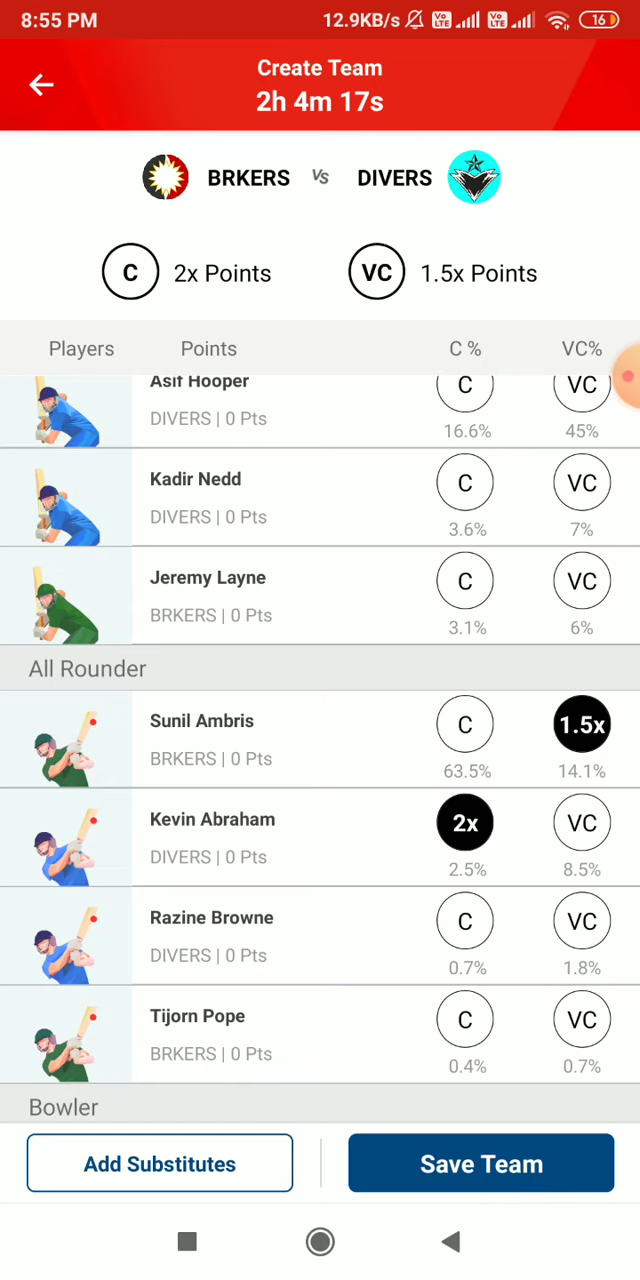 8:55 PM 12.9KB/s Vo LTE Vo LTE 16
Create Team
2h 4m 17s
BRKERS Vs DIVERS
C 2x Points VC 1.5x Points
Players Points C % VC%
Asif Hooper C VC
DIVERS | 0 Pts 16.6% 45%
Kadir Nedd C VC
DIVERS | 0 Pts 3.6% 7%
Jeremy Layne C VC
BRKERS | 0 Pts 3.1% 6%
All Rounder
Sunil Ambris C 1.5x
BRKERS | 0 Pts 63.5% 14.1%
Kevin Abraham 2x VC
DIVERS | 0 Pts 2.5% 8.5%
Razine Browne C VC
DIVERS | 0 Pts 0.7% 1.8%
Tijorn Pope C VC
BRKERS | 0 Pts 0.4% 0.7%
Bowler
Add Substitutes Save Team